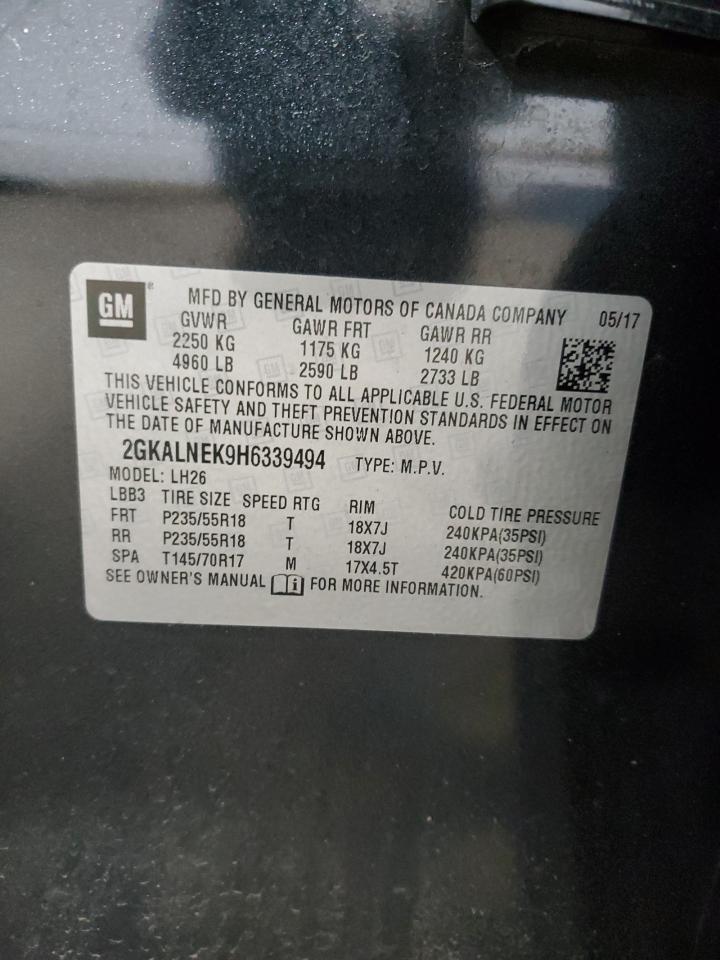 GM ® MFD BY GENERAL MOTORS OF CANADA COMPANY 05/17
GVWR GAWR FRT GAWR RR
2250 KG 1175 KG 1240 KG
4960 LB 2590 LB 2733 LB
THIS VEHICLE CONFORMS TO ALL APPLICABLE U.S. FEDERAL MOTOR
VEHICLE SAFETY AND THEFT PREVENTION STANDARDS IN EFFECT ON
THE DATE OF MANUFACTURE SHOWN ABOVE.
2GKALNEK9H6339494 TYPE: M.P.V.
MODEL: LH26
LBB3 TIRE SIZE SPEED RTG RIM COLD TIRE PRESSURE
FRT P235/55R18 T 18X7J 240KPA(35PSI)
RR P235/55R18 T 18X7J 240KPA(35PSI)
SPA T145/70R17 M 17X4.5T 420KPA(60PSI)
SEE OWNER'S MANUAL FOR MORE INFORMATION.